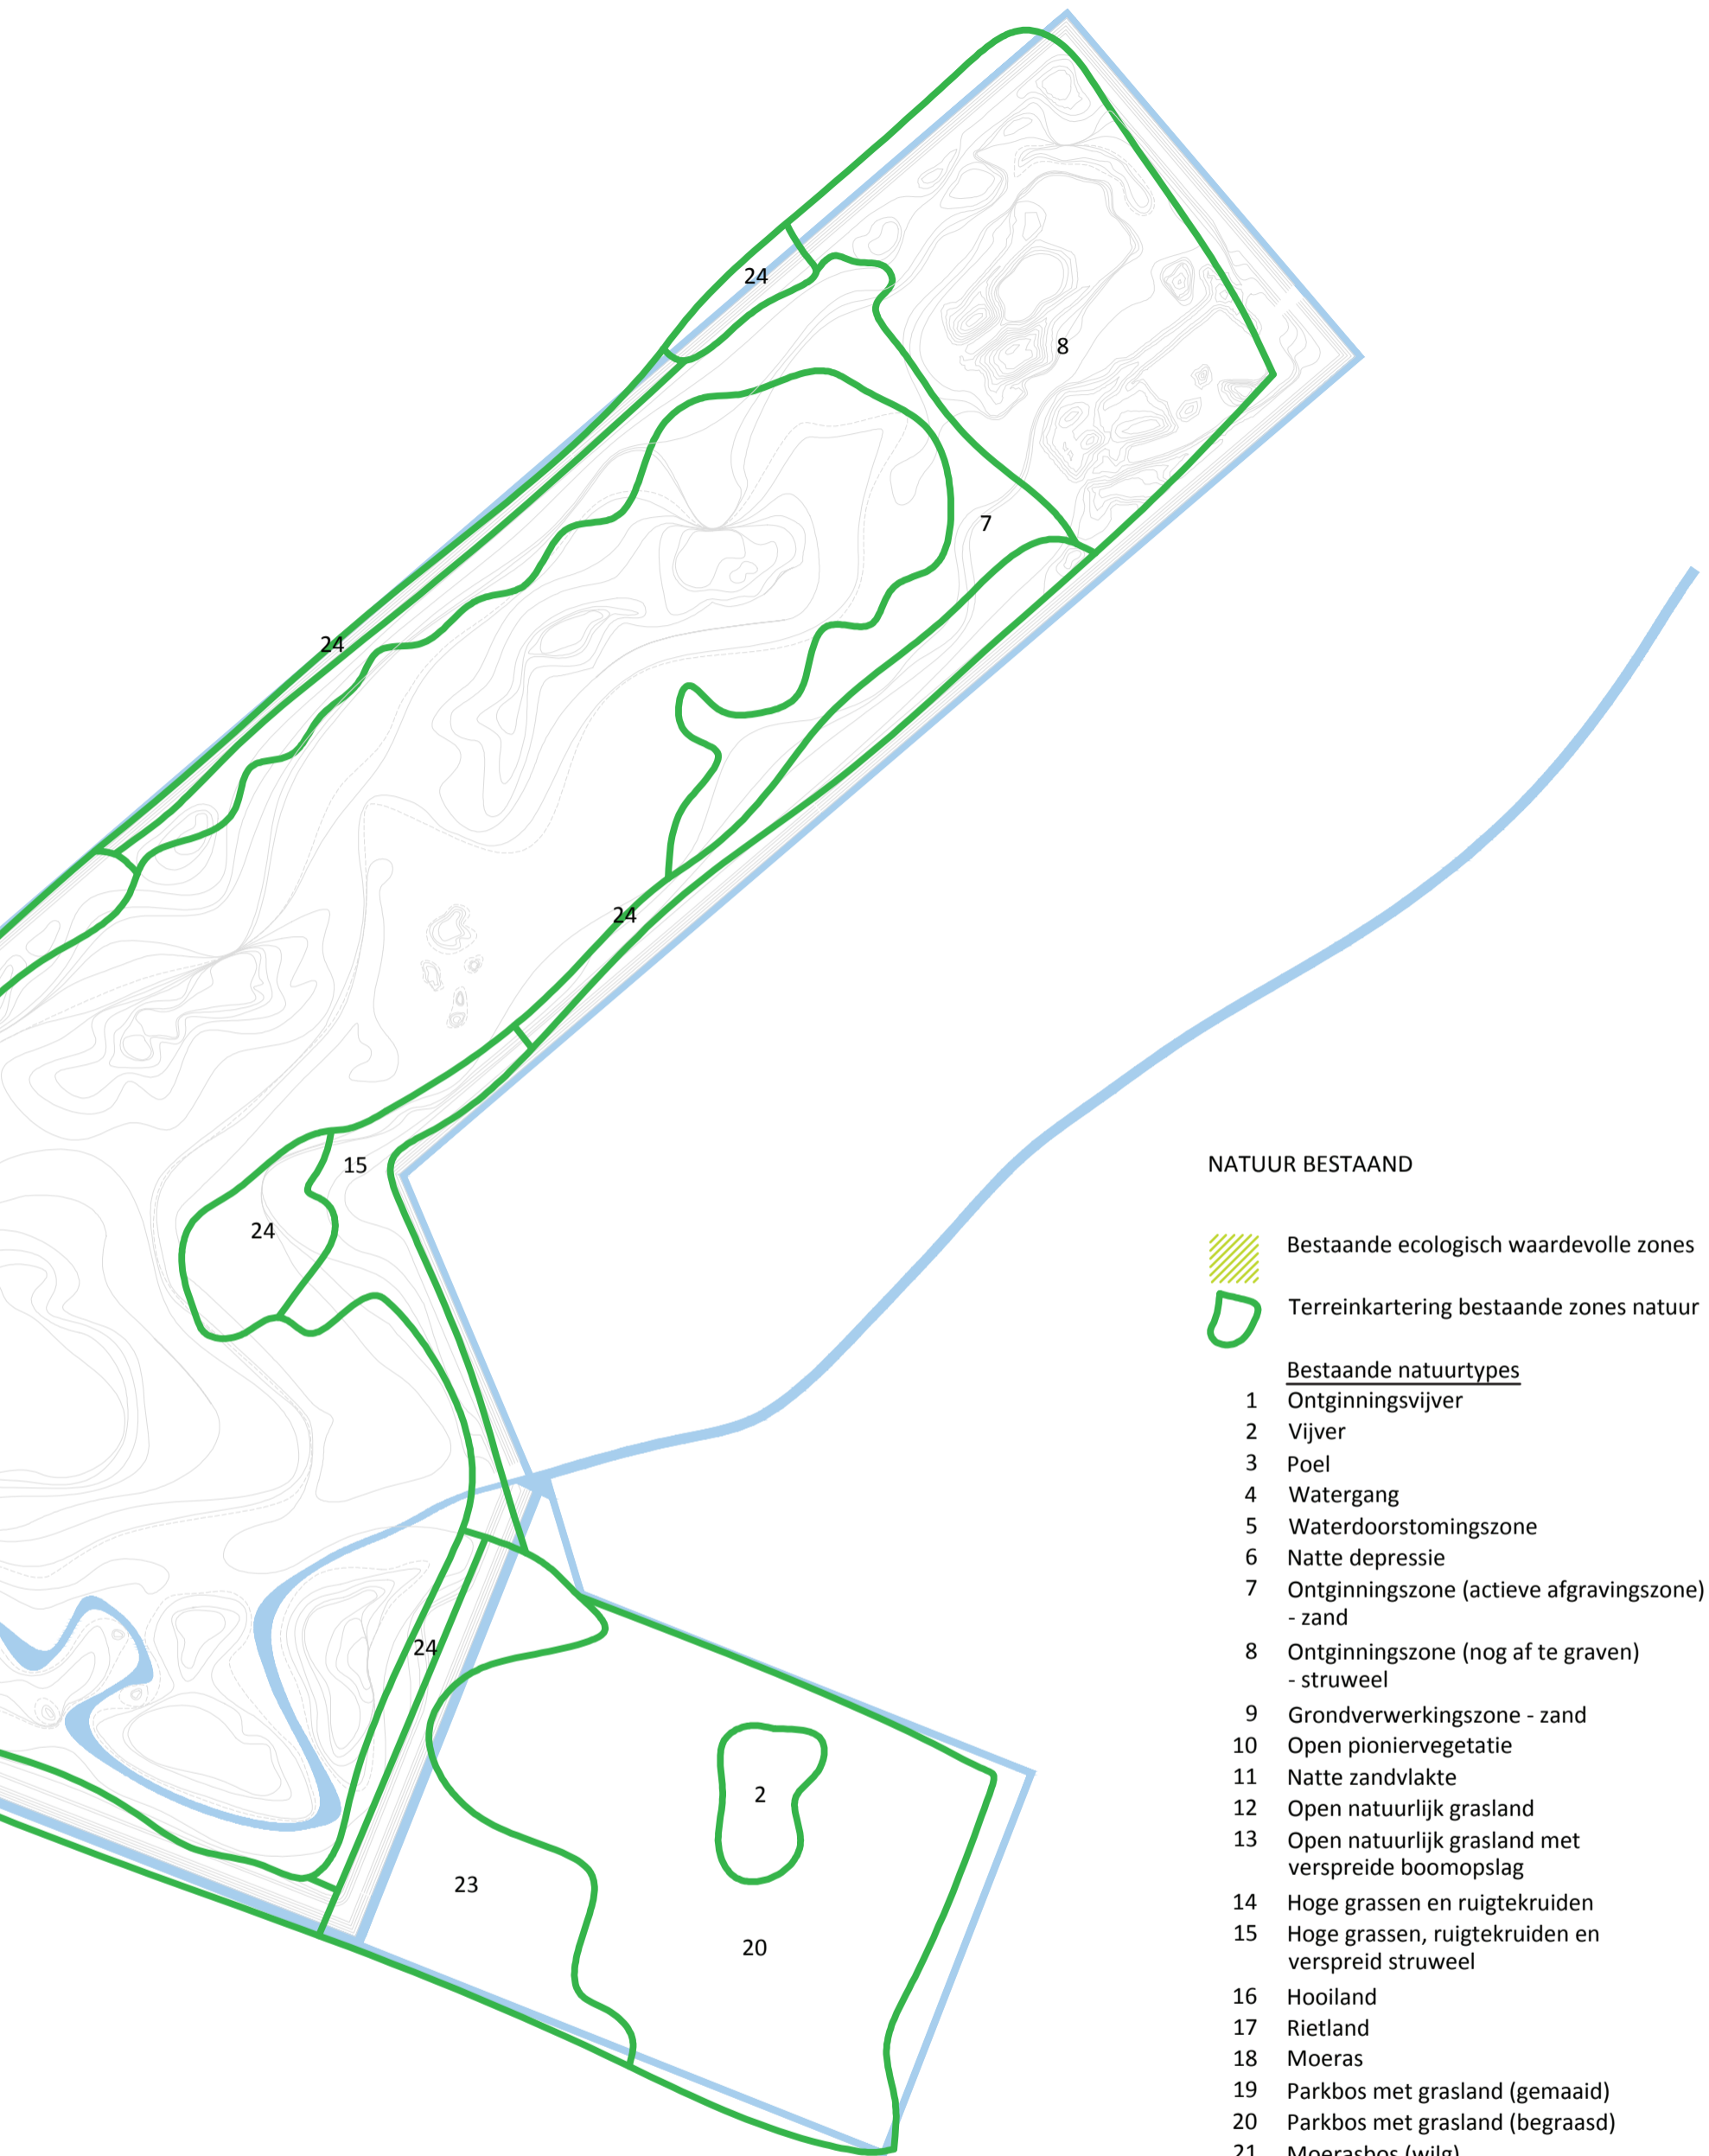 24
8
7
24
24
15
24
24
2
23
20
NATUUR BESTAAND
Bestaande ecologisch waardevolle zones
Terreinkartering bestaande zones natuur
Bestaande natuurtypes
1 Ontginningsvijver
2 Vijver
3 Poel
4 Watergang
5 Waterdoorstomingszone
6 Natte depressie
7 Ontginningszone (actieve afgravingszone)
- zand
8 Ontginningszone (nog af te graven)
- struweel
9 Grondverwerkingszone - zand
10 Open pioniervegetatie
11 Natte zandvlakte
12 Open natuurlijk grasland
13 Open natuurlijk grasland met
verspreide boomopslag
14 Hoge grassen en ruigtekruiden
15 Hoge grassen, ruigtekruiden en
verspreid struweel
16 Hooiland
17 Rietland
18 Moeras
19 Parkbos met grasland (gemaaid)
20 Parkbos met grasland (begraasd)
21 Moerasbos (wilg)